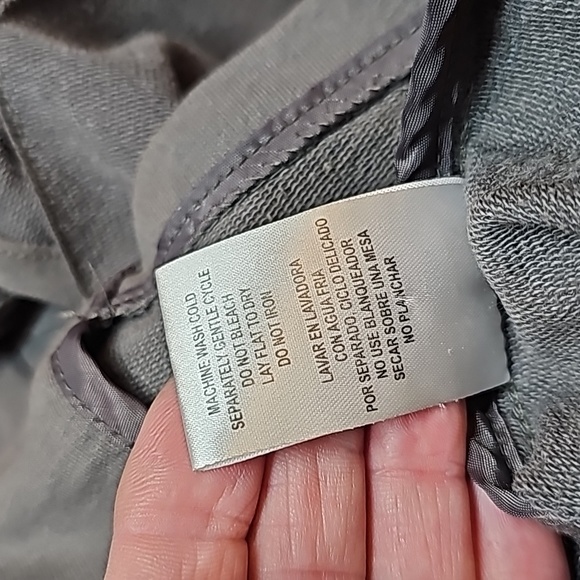 MACHINE WASH COLD
SEPARATELY GENTLE CYCLE
DO NOT BLEACH
LAY FLAT TO DRY
DO NOT IRON
LAVAR EN LAVADORA
CON AGUA FRIA
POR SEPARADO CICLO DELICADO
NO USE BLANQUEADOR
SECAR SOBRE UNA MESA
NO PLANCHAR